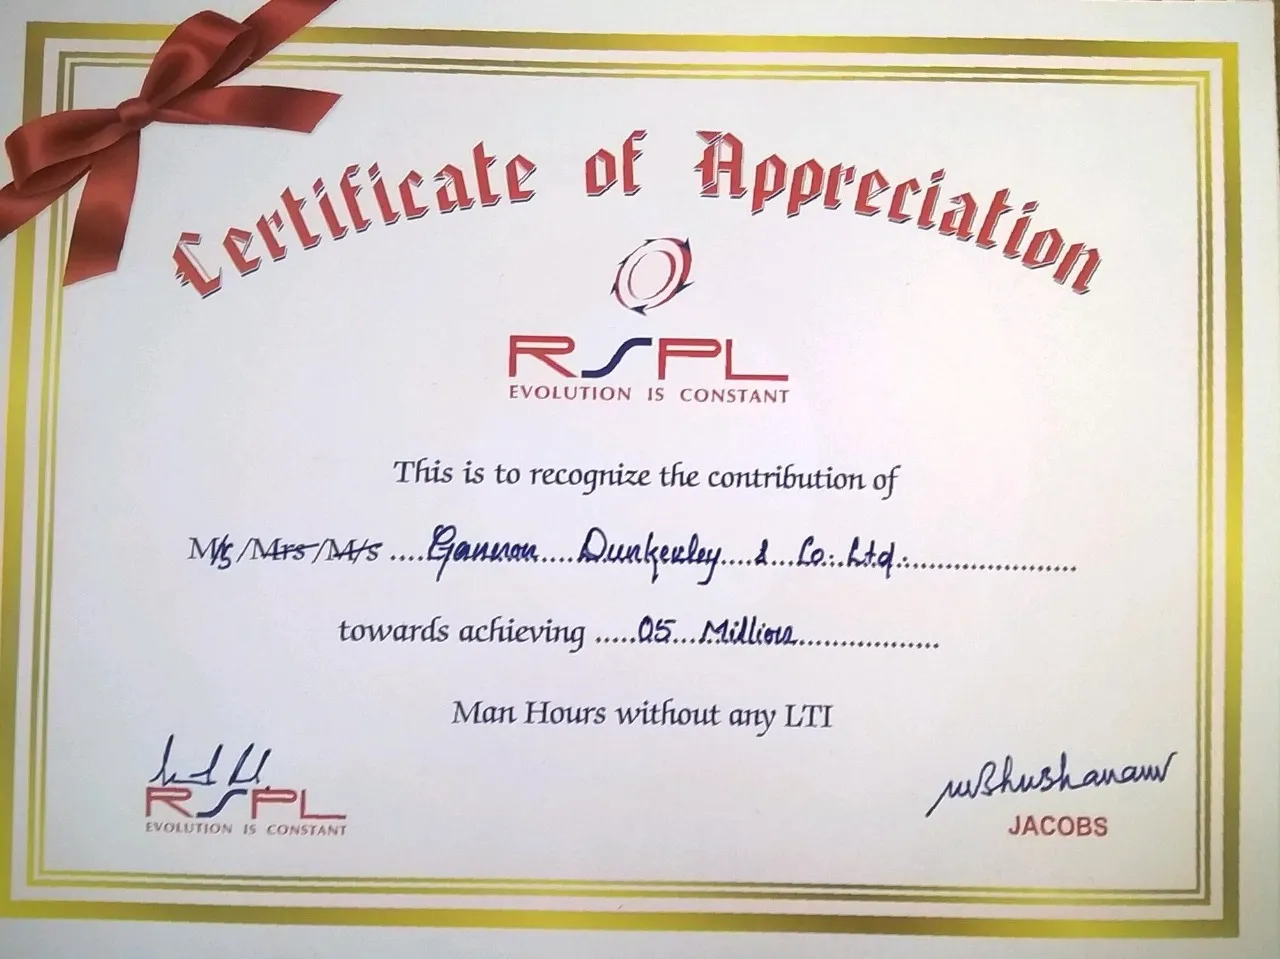 Certificate of Appreciation
RSPL
EVOLUTION IS CONSTANT
This is to recognize the contribution of
M/s /Mrs /M/s ....Gannon....Dunkerley....&...Co...Ltd...........................
towards achieving .....05...Million..................
Man Hours without any LTI
RSPL
EVOLUTION IS CONSTANT
JACOBS